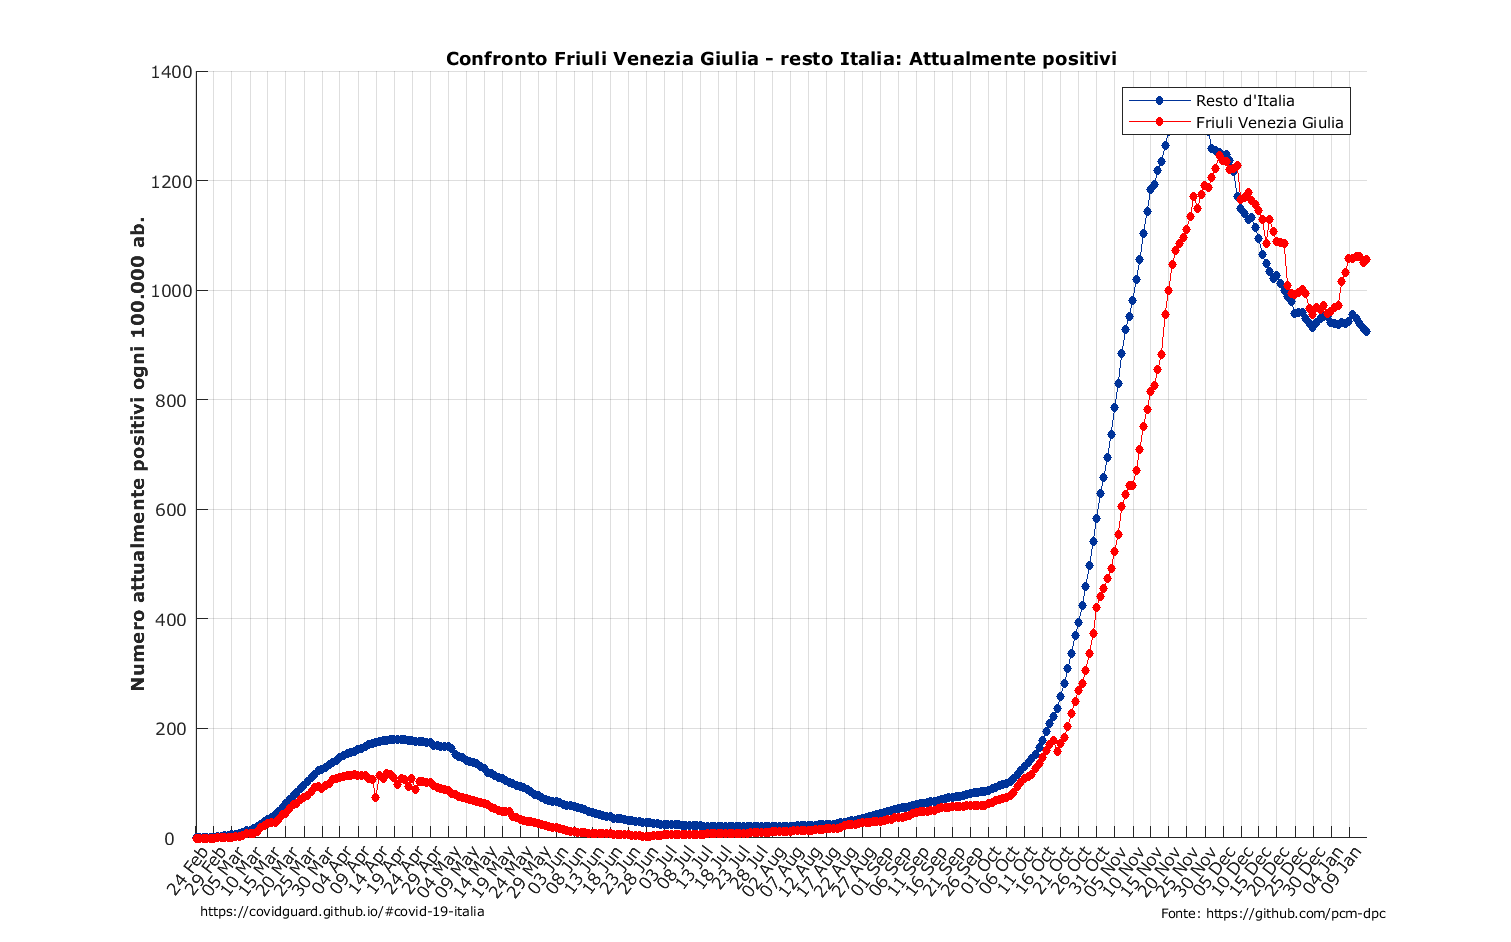 Confronto Friuli Venezia Giulia - resto Italia: Attualmente positivi
Resto d'Italia
Friuli Venezia Giulia
Numero attualmente positivi ogni 100.000 ab.
1400
1200
1000
800
600
400
200
0
24 Feb
29 Feb
05 Mar
10 Mar
15 Mar
20 Mar
25 Mar
30 Mar
04 Apr
09 Apr
14 Apr
19 Apr
24 Apr
29 Apr
04 May
09 May
14 May
19 May
24 May
29 May
03 Jun
08 Jun
13 Jun
18 Jun
23 Jun
28 Jun
03 Jul
08 Jul
13 Jul
18 Jul
23 Jul
28 Jul
02 Aug
07 Aug
12 Aug
17 Aug
22 Aug
27 Aug
01 Sep
06 Sep
11 Sep
16 Sep
21 Sep
26 Sep
01 Oct
06 Oct
11 Oct
16 Oct
21 Oct
26 Oct
31 Oct
05 Nov
10 Nov
15 Nov
20 Nov
25 Nov
30 Nov
05 Dec
10 Dec
15 Dec
20 Dec
25 Dec
30 Dec
04 Jan
09 Jan
https://covidguard.github.io/#covid-19-italia
Fonte: https://github.com/pcm-dpc